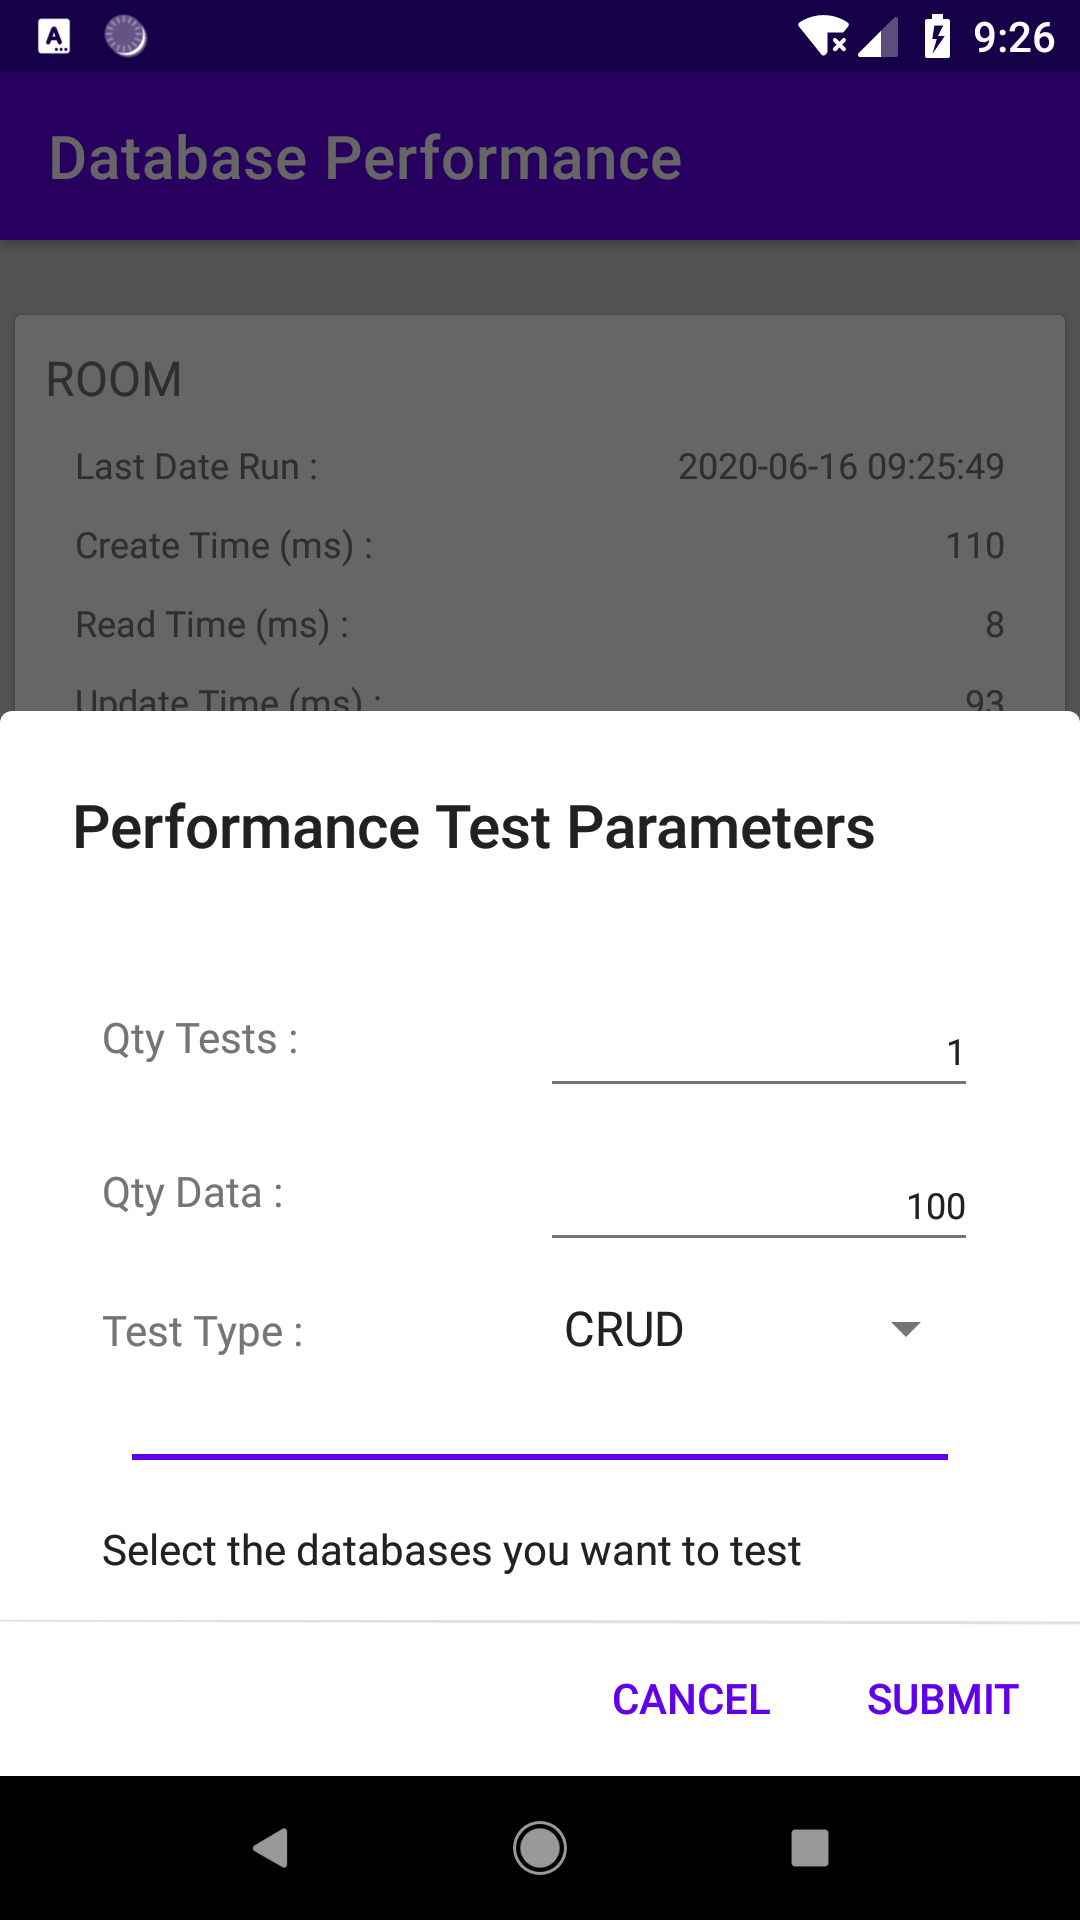 9:26
Database Performance
ROOM
Last Date Run : 2020-06-16 09:25:49
Create Time (ms) : 110
Read Time (ms) : 8
Update Time (ms) : 93
Performance Test Parameters
Qty Tests : 1
Qty Data : 100
Test Type : CRUD
Select the databases you want to test
CANCEL SUBMIT